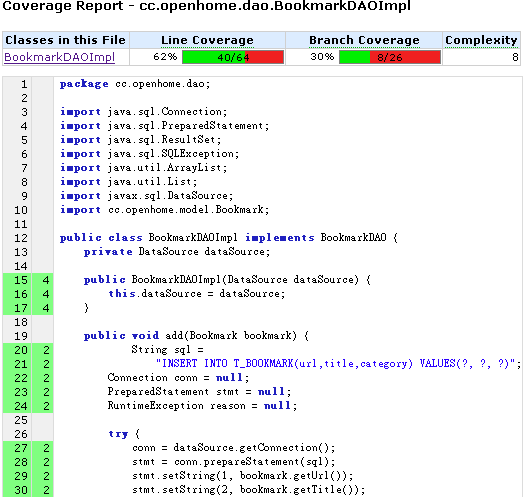 Coverage Report - cc.openhome.dao.BookmarkDAOImpl
Classes in this File Line Coverage Branch Coverage Complexity
BookmarkDAOImpl 62% 40/64 30% 8/26 8
1 package cc.openhome.dao;
2
3 import java.sql.Connection;
4 import java.sql.PreparedStatement;
5 import java.sql.ResultSet;
6 import java.sql.SQLException;
7 import java.util.ArrayList;
8 import java.util.List;
9 import javax.sql.DataSource;
10 import cc.openhome.model.Bookmark;
11
12 public class BookmarkDAOImpl implements BookmarkDAO {
13 private DataSource dataSource;
14
15 4 public BookmarkDAOImpl(DataSource dataSource) {
16 4 this.dataSource = dataSource;
17 4 }
18
19 public void add(Bookmark bookmark) {
20 2 String sql =
21 2 "INSERT INTO T_BOOKMARK(url,title,category) VALUES(?, ?, ?)";
22 2 Connection conn = null;
23 2 PreparedStatement stmt = null;
24 2 RuntimeException reason = null;
25
26 try {
27 2 conn = dataSource.getConnection();
28 2 stmt = conn.prepareStatement(sql);
29 2 stmt.setString(1, bookmark.getUrl());
30 2 stmt.setString(2, bookmark.getTitle());